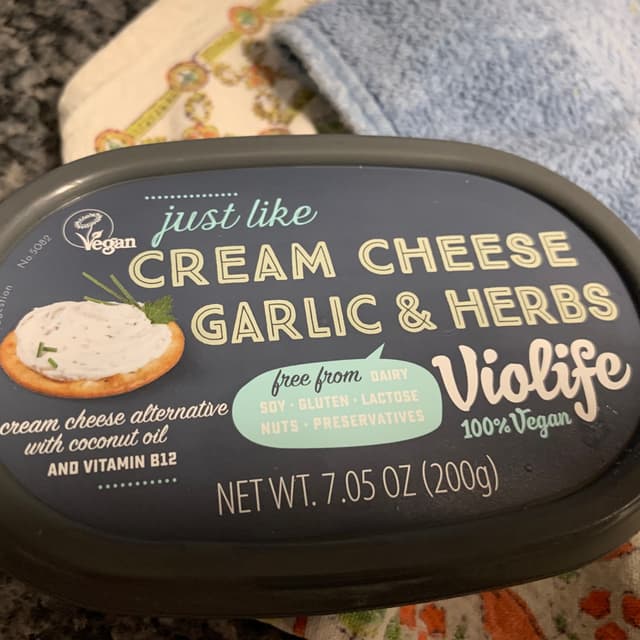 just like
CREAM CHEESE
GARLIC & HERBS
Vegan
No.5082
cream cheese alternative
with coconut oil
AND VITAMIN B12
free from DAIRY
SOY · GLUTEN · LACTOSE
NUTS · PRESERVATIVES
Violife
100% Vegan
NET WT. 7.05 OZ (200g)